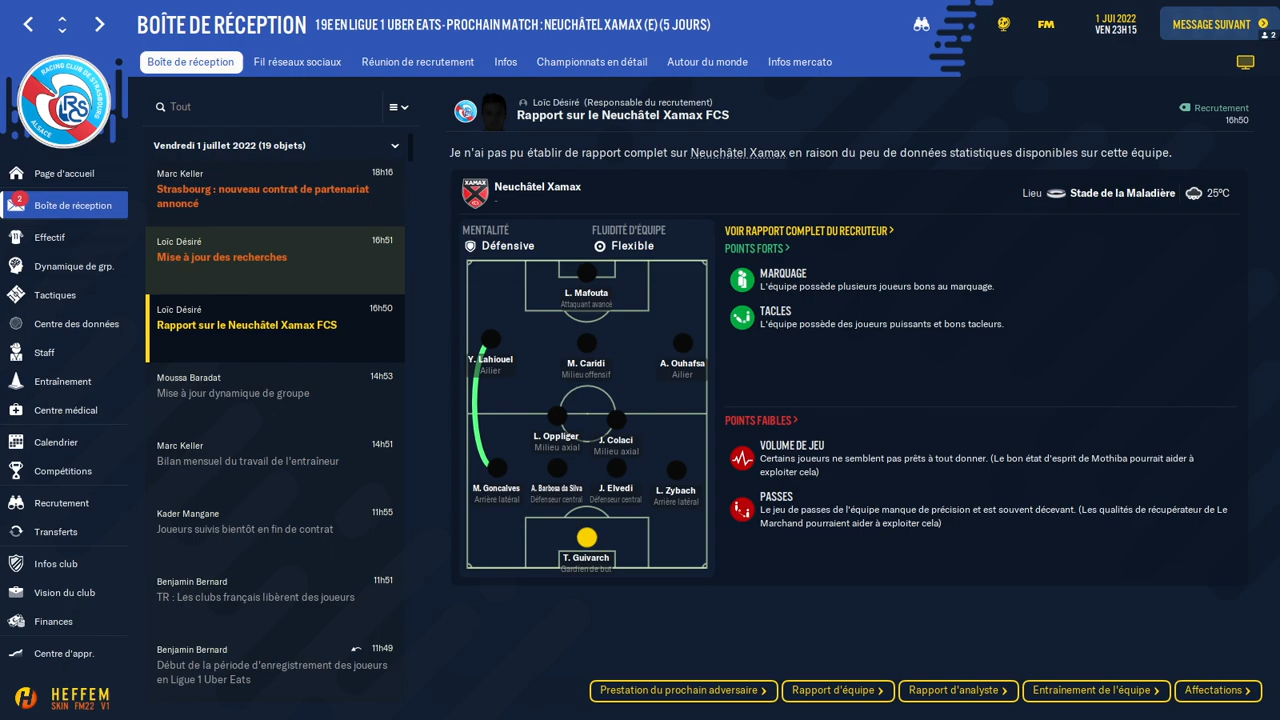 BOÎTE DE RÉCEPTION
19E EN LIGUE 1 UBER EATS - PROCHAIN MATCH : NEUCHÂTEL XAMAX (E) (5 JOURS)
FM
1 JUI 2022
VEN 23H15
MESSAGE SUIVANT
2
Boîte de réception
Fil réseaux sociaux
Réunion de recrutement
Infos
Championnats en détail
Autour du monde
Infos mercato
RACING CLUB DE STRASBOURG
RCS
ALSACE
Page d'accueil
2
Boîte de réception
Effectif
Dynamique de grp.
Tactiques
Centre des données
Staff
Entraînement
Centre médical
Calendrier
Compétitions
Recrutement
Transferts
Infos club
Vision du club
Finances
Centre d'appr.
HEFFEM
SKIN FM22 V1
Tout
Vendredi 1 juillet 2022 (19 objets)
Marc Keller
18h16
Strasbourg : nouveau contrat de partenariat
annoncé
Loïc Désiré
16h51
Mise à jour des recherches
Loïc Désiré
16h50
Rapport sur le Neuchâtel Xamax FCS
Moussa Baradat
14h53
Mise à jour dynamique de groupe
Marc Keller
14h51
Bilan mensuel du travail de l'entraîneur
Kader Mangane
11h55
Joueurs suivis bientôt en fin de contrat
Benjamin Bernard
11h51
TR : Les clubs français libèrent des joueurs
Benjamin Bernard
11h49
Début de la période d'enregistrement des joueurs
en Ligue 1 Uber Eats
Loïc Désiré (Responsable du recrutement)
Rapport sur le Neuchâtel Xamax FCS
Recrutement
16h50
Je n'ai pas pu établir de rapport complet sur Neuchâtel Xamax en raison du peu de données statistiques disponibles sur cette équipe.
Neuchâtel Xamax
-
Lieu
Stade de la Maladière
25°C
MENTALITÉ
Défensive
FLUIDITÉ D'ÉQUIPE
Flexible
L. Mafouta
Attaquant avancé
Y. Lahiouel
Ailier
M. Caridi
Milieu offensif
A. Ouhafsa
Ailier
L. Oppliger
Milieu axial
J. Colaci
Milieu axial
M. Goncalves
Arrière latéral
A. Barbosa da Silva
Défenseur central
J. Elvedi
Défenseur central
L. Zybach
Arrière latéral
T. Guivarch
Gardien de but
VOIR RAPPORT COMPLET DU RECRUTEUR >
POINTS FORTS >
MARQUAGE
L'équipe possède plusieurs joueurs bons au marquage.
TACLES
L'équipe possède des joueurs puissants et bons tacleurs.
POINTS FAIBLES >
VOLUME DE JEU
Certains joueurs ne semblent pas prêts à tout donner. (Le bon état d'esprit de Mothiba pourrait aider à
exploiter cela)
PASSES
Le jeu de passes de l'équipe manque de précision et est souvent décevant. (Les qualités de récupérateur de Le
Marchand pourraient aider à exploiter cela)
Prestation du prochain adversaire >
Rapport d'équipe >
Rapport d'analyste >
Entraînement de l'équipe >
Affectations >